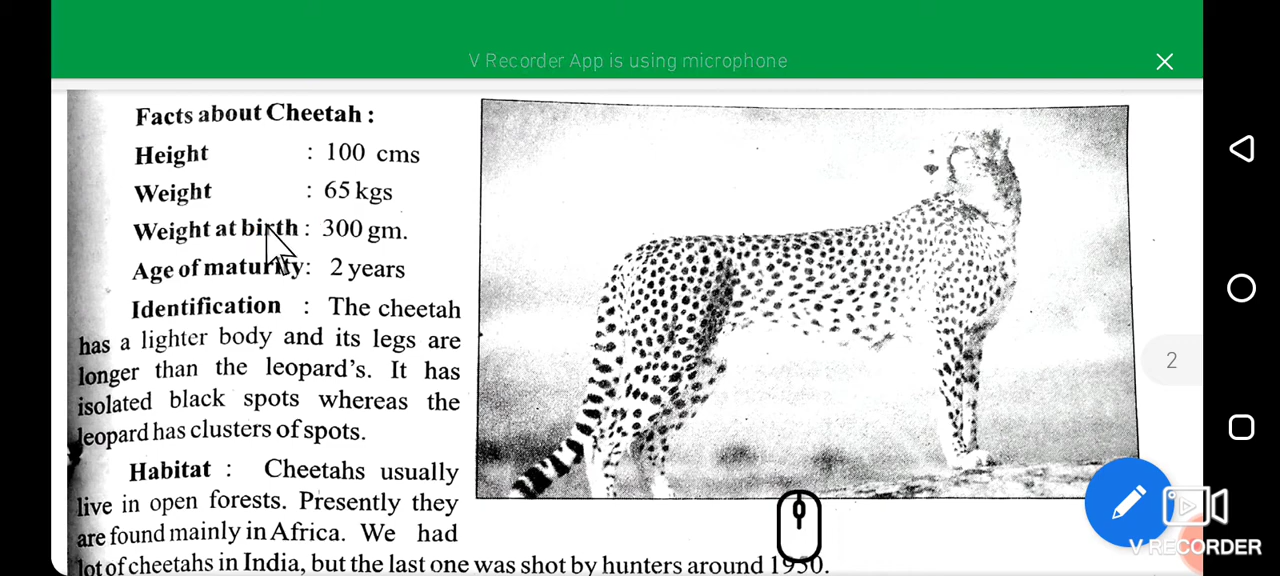 V Recorder App is using microphone
Facts about Cheetah :
Height : 100 cms
Weight : 65 kgs
Weight at birth : 300 gm.
Age of maturity: 2 years
Identification : The cheetah
has a lighter body and its legs are
longer than the leopard's. It has
isolated black spots whereas the
leopard has clusters of spots.
Habitat : Cheetahs usually
live in open forests. Presently they
are found mainly in Africa. We had
lot of cheetahs in India, but the last one was shot by hunters around 1950.
2
V RECORDER